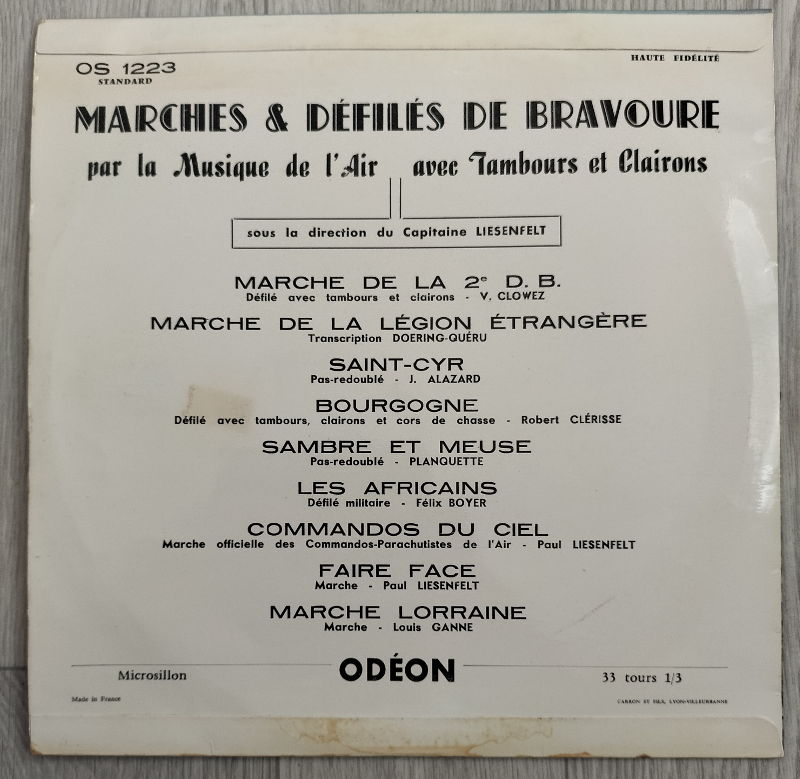 OS 1223
STANDARD
HAUTE FIDÉLITÉ
MARCHES & DÉFILÉS DE BRAVOURE
par la Musique de l'Air avec Tambours et Clairons
sous la direction du Capitaine LIESENFELT
MARCHE DE LA 2e D. B.
Défilé avec tambours et clairons - V. CLOWEZ
MARCHE DE LA LÉGION ÉTRANGÈRE
Transcription DOERING-QUÉRU
SAINT-CYR
Pas-redoublé - J. ALAZARD
BOURGOGNE
Défilé avec tambours, clairons et cors de chasse - Robert CLÉRISSE
SAMBRE ET MEUSE
Pas-redoublé - PLANQUETTE
LES AFRICAINS
Défilé militaire - Félix BOYER
COMMANDOS DU CIEL
Marche officielle des Commandos-Parachutistes de l'Air - Paul LIESENFELT
FAIRE FACE
Marche - Paul LIESENFELT
MARCHE LORRAINE
Marche - Louis GANNE
Microsillon
ODÉON
33 tours 1/3
Made in France
ET FILS, LYON-VILLEURBANNE